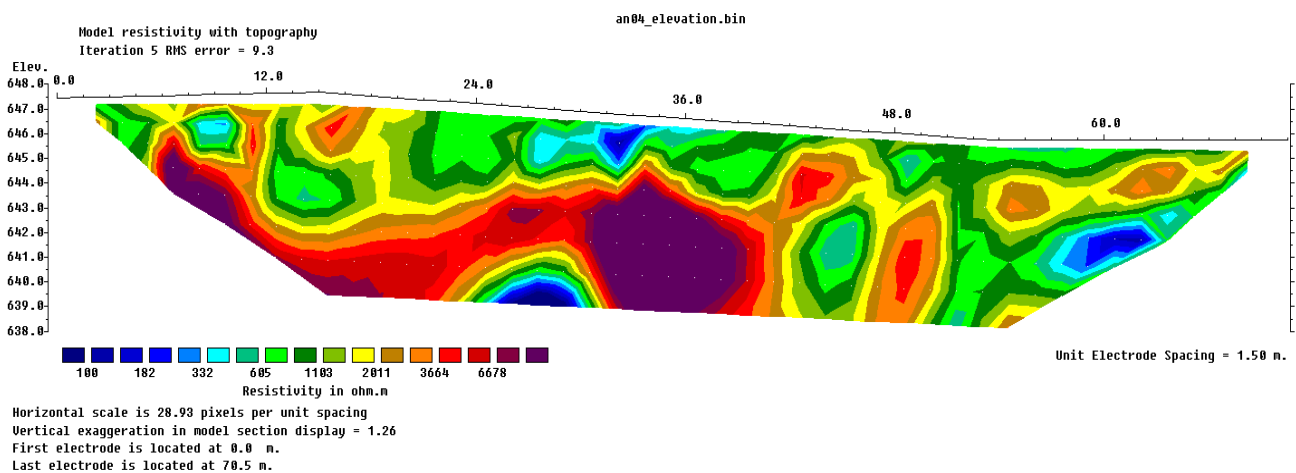 an04_elevation.bin
Model resistivity with topography
Iteration 5 RMS error = 9.3
Elev.
0.0 12.0 24.0 36.0 48.0 60.0
648.0
647.0
646.0
645.0
644.0
643.0
642.0
641.0
640.0
639.0
638.0
100 182 332 605 1103 2011 3664 6678
Resistivity in ohm.m
Unit Electrode Spacing = 1.50 m.
Horizontal scale is 28.93 pixels per unit spacing
Vertical exaggeration in model section display = 1.26
First electrode is located at 0.0 m.
Last electrode is located at 70.5 m.